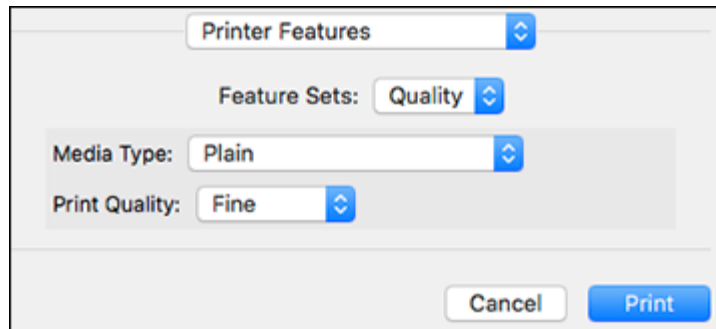 Printer Features
Feature Sets: Quality
Media Type: Plain
Print Quality: Fine
Cancel Print